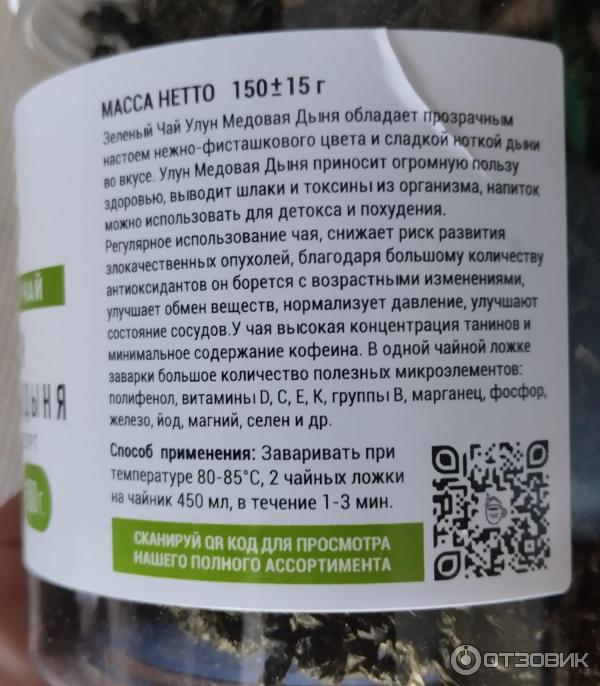 МАССА НЕТТО 150±15 г
Зеленый Чай Улун Медовая Дыня обладает прозрачным
настоем нежно-фисташкового цвета и сладкой ноткой дыни
во вкусе. Улун Медовая Дыня приносит огромную пользу
здоровью, выводит шлаки и токсины из организма, напиток
можно использовать для детокса и похудения.
Регулярное использование чая, снижает риск развития
злокачественных опухолей, благодаря большому количеству
антиоксидантов он борется с возрастными изменениями,
улучшает обмен веществ, нормализует давление, улучшают
состояние сосудов.У чая высокая концентрация танинов и
минимальное содержание кофеина. В одной чайной ложке
заварки большое количество полезных микроэлементов:
полифенол, витамины D, C, E, K, группы B, марганец, фосфор,
железо, йод, магний, селен и др.
Способ применения: Заваривать при
температуре 80-85°C, 2 чайных ложки
на чайник 450 мл, в течение 1-3 мин.
СКАНИРУЙ QR КОД ДЛЯ ПРОСМОТРА
НАШЕГО ПОЛНОГО АССОРТИМЕНТА
ЧАЙ
ДЫНЯ
ОТЗОВИК